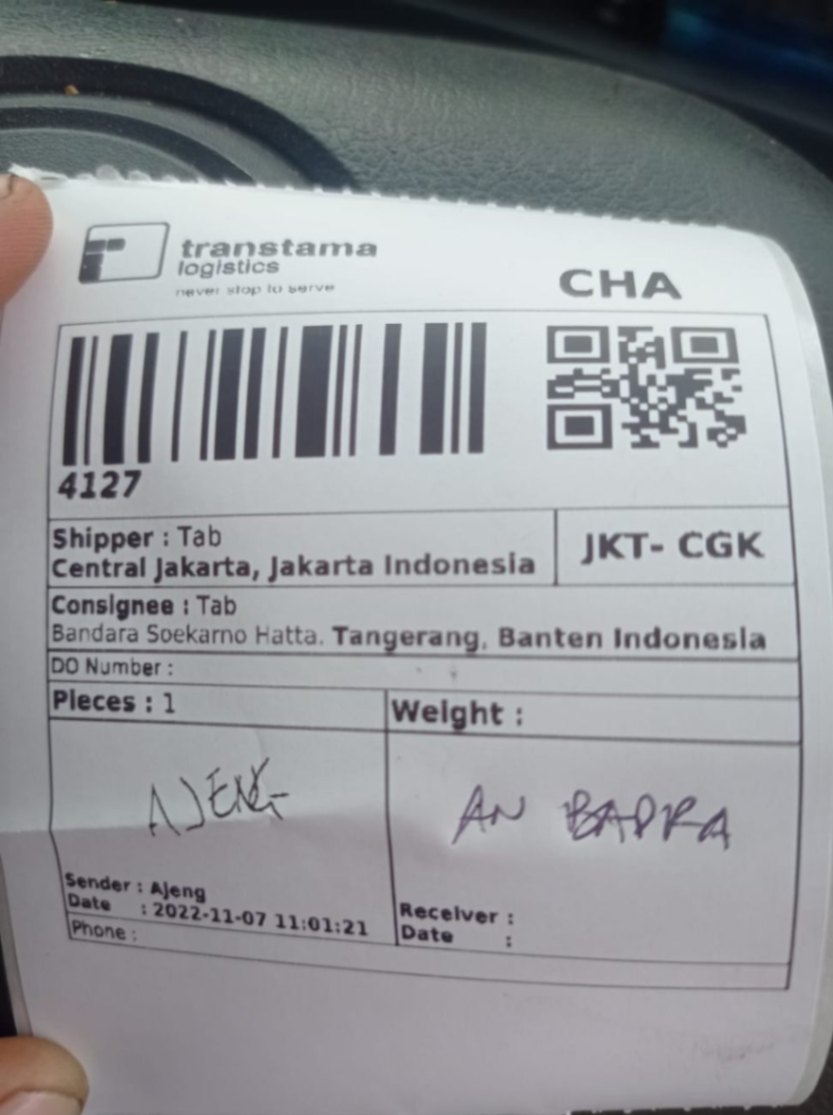 transtama
logistics
never stop to serve
CHA
4127
Shipper : Tab
Central Jakarta, Jakarta Indonesia
JKT- CGK
Consignee : Tab
Bandara Soekarno Hatta. Tangerang, Banten Indonesia
DO Number :
Pieces : 1
Weight :
AJENG
AN BADRA
Sender : Ajeng
Date : 2022-11-07 11:01:21
Phone :
Receiver :
Date :